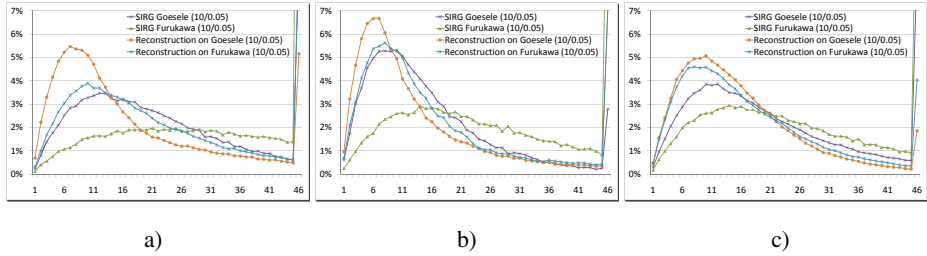 7%
6%
5%
4%
3%
2%
1%
0%
SIRG Goesele (10/0.05)
SIRG Furukawa (10/0.05)
Reconstruction on Goesele (10/0.05)
Reconstruction on Furukawa (10/0.05)
1 6 11 16 21 26 31 36 41 46
a)
7%
6%
5%
4%
3%
2%
1%
0%
SIRG Goesele (10/0.05)
SIRG Furukawa (10/0.05)
Reconstruction on Goesele (10/0.05)
Reconstruction on Furukawa (10/0.05)
1 6 11 16 21 26 31 36 41 46
b)
7%
6%
5%
4%
3%
2%
1%
0%
SIRG Goesele (10/0.05)
SIRG Furukawa (10/0.05)
Reconstruction on Goesele (10/0.05)
Reconstruction on Furukawa (10/0.05)
1 6 11 16 21 26 31 36 41 46
c)